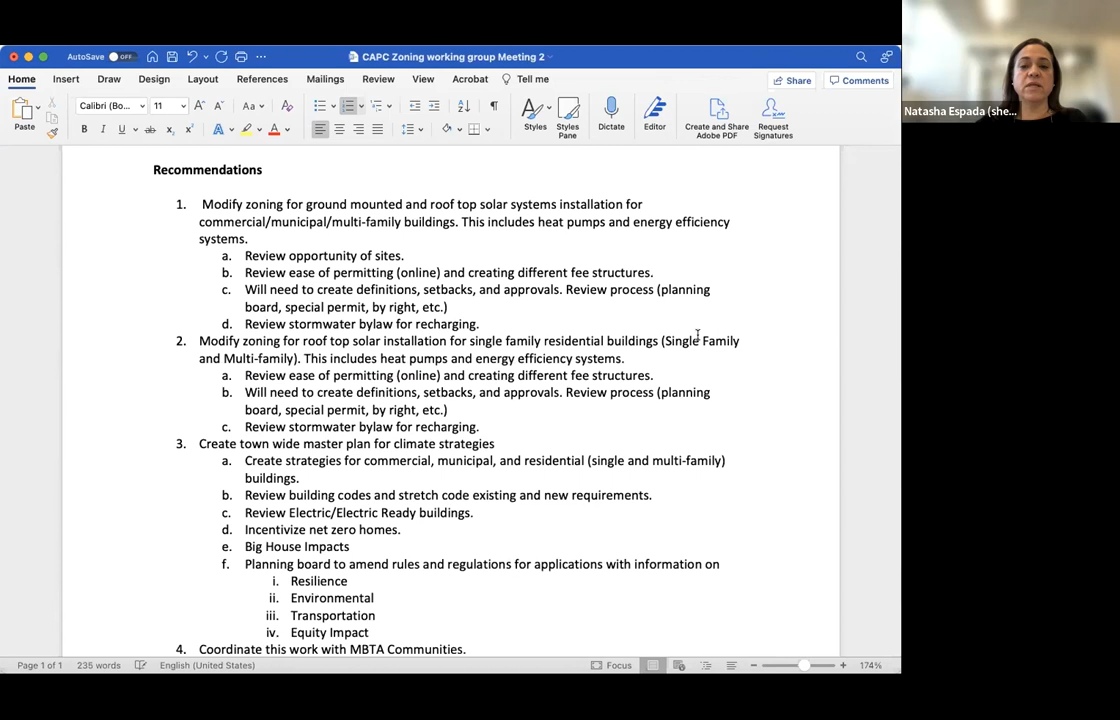 AutoSave OFF
CAPC Zoning working group Meeting 2
Home Insert Draw Design Layout References Mailings Review View Acrobat Tell me
Share Comments
Paste
Calibri (Bo... 11
Styles
Styles Pane
Dictate
Editor
Create and Share Adobe PDF
Request Signatures
Natasha Espada (she...
Recommendations
1. Modify zoning for ground mounted and roof top solar systems installation for
commercial/municipal/multi-family buildings. This includes heat pumps and energy efficiency
systems.
a. Review opportunity of sites.
b. Review ease of permitting (online) and creating different fee structures.
c. Will need to create definitions, setbacks, and approvals. Review process (planning
board, special permit, by right, etc.)
d. Review stormwater bylaw for recharging.
2. Modify zoning for roof top solar installation for single family residential buildings (Single Family
and Multi-family). This includes heat pumps and energy efficiency systems.
a. Review ease of permitting (online) and creating different fee structures.
b. Will need to create definitions, setbacks, and approvals. Review process (planning
board, special permit, by right, etc.)
c. Review stormwater bylaw for recharging.
3. Create town wide master plan for climate strategies
a. Create strategies for commercial, municipal, and residential (single and multi-family)
buildings.
b. Review building codes and stretch code existing and new requirements.
c. Review Electric/Electric Ready buildings.
d. Incentivize net zero homes.
e. Big House Impacts
f. Planning board to amend rules and regulations for applications with information on
i. Resilience
ii. Environmental
iii. Transportation
iv. Equity Impact
4. Coordinate this work with MBTA Communities.
Page 1 of 1 235 words English (United States) Focus 174%